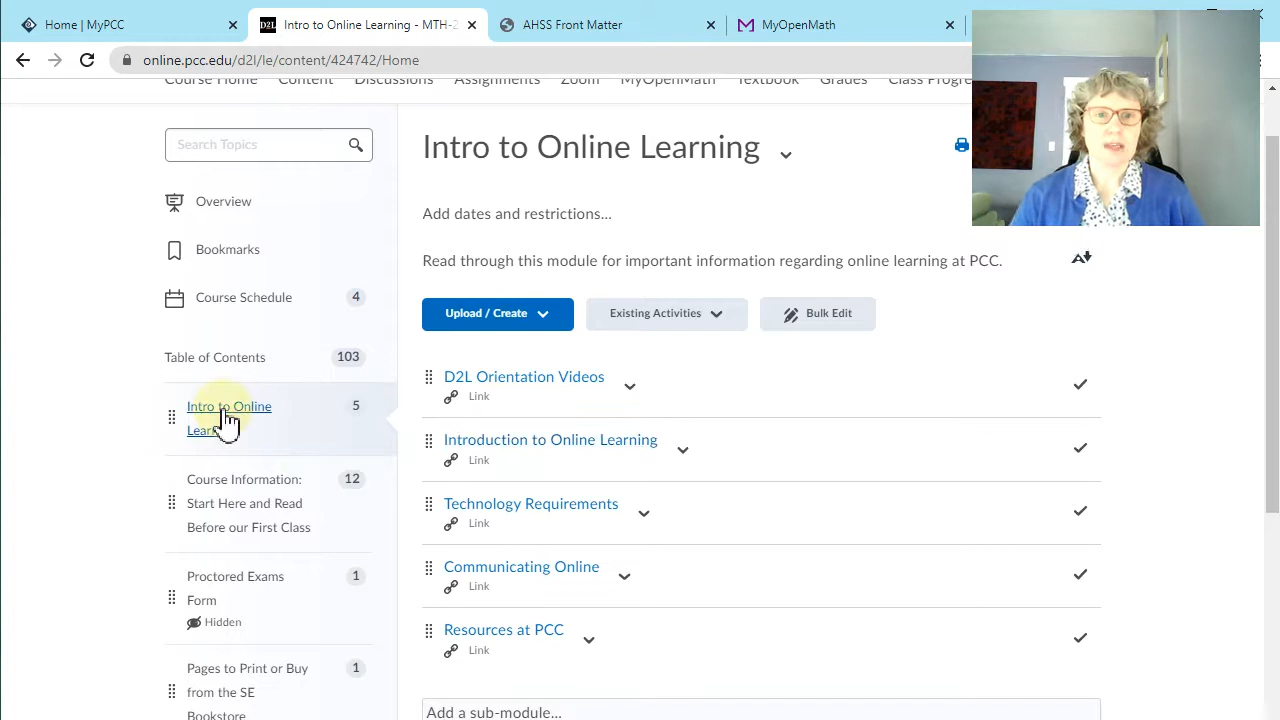 Home | MyPCC
D2L
Intro to Online Learning - MTH-2
AHSS Front Matter
MyOpenMath
online.pcc.edu/d2l/le/content/424742/Home
Course Home Content Discussions Assignments Zoom MyOpenMath Textbook Grades Class Progre
Search Topics
Overview
Bookmarks
Course Schedule 4
Table of Contents 103
Intro to Online 5
Learn
Course Information: 12
Start Here and Read
Before our First Class
Proctored Exams 1
Form
Hidden
Pages to Print or Buy 1
from the SE
Bookstore
Intro to Online Learning
Add dates and restrictions...
Read through this module for important information regarding online learning at PCC.
Upload / Create
Existing Activities
Bulk Edit
D2L Orientation Videos
Link
Introduction to Online Learning
Link
Technology Requirements
Link
Communicating Online
Link
Resources at PCC
Link
Add a sub-module...